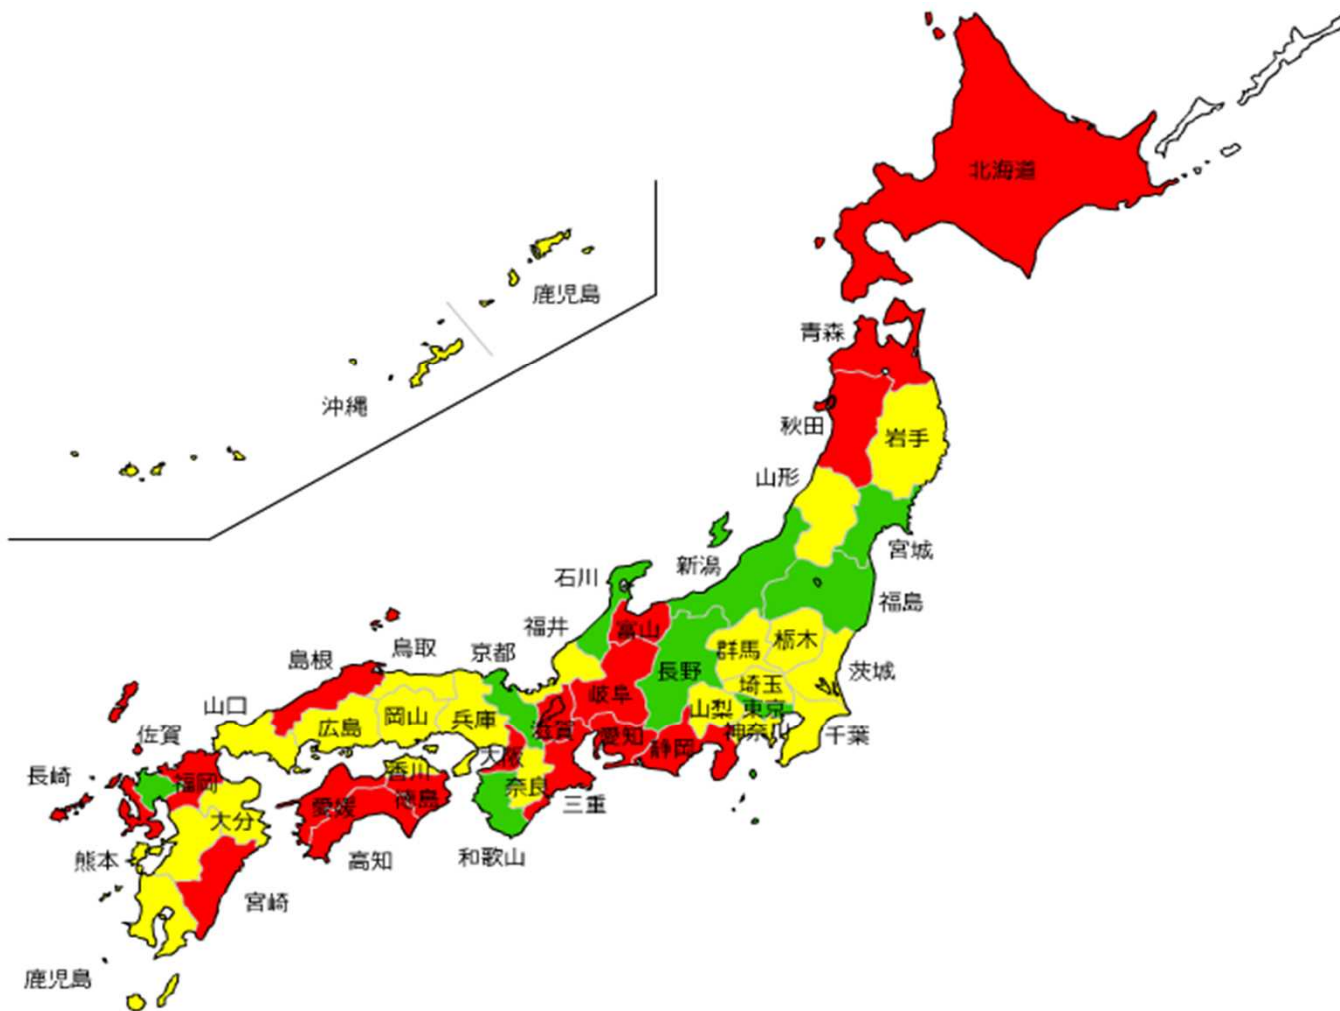 北海道
鹿児島
青森
沖縄
秋田
岩手
山形
宮城
新潟
石川
福島
福井
富山
栃木
群馬
鳥取
京都
島根
長野
茨城
埼玉
岐阜
山口
山梨
東京
岡山
兵庫
広島
滋賀
愛知
神奈川
千葉
佐賀
静岡
大阪
香川
長崎
福岡
奈良
徳島
愛媛
三重
大分
和歌山
高知
熊本
宮崎
鹿児島